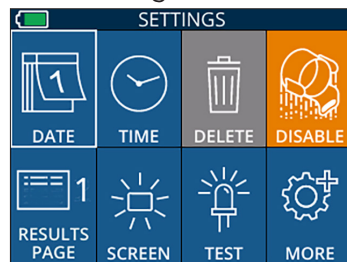 SETTINGS
1
DATE
TIME
DELETE
DISABLE
1
RESULTS
PAGE
SCREEN
TEST
MORE